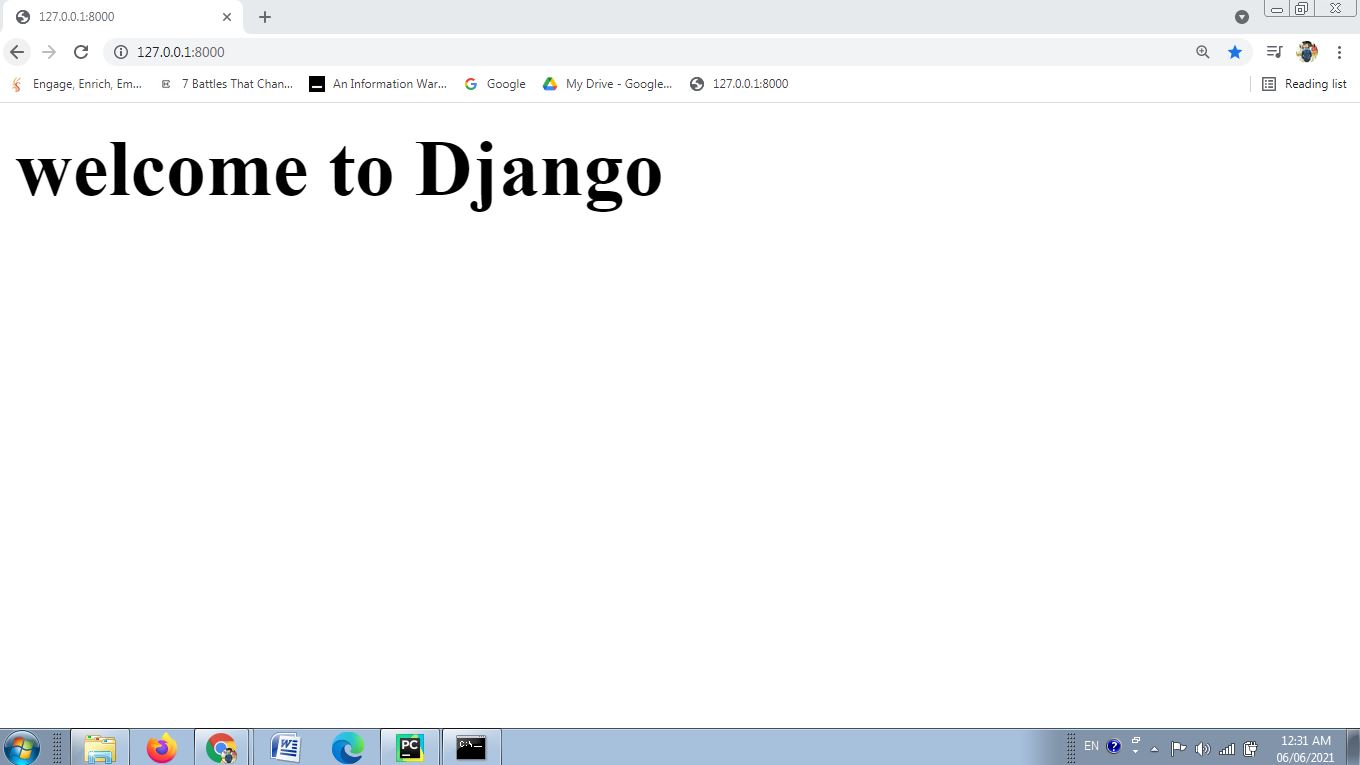 127.0.0.1:8000
127.0.0.1:8000
Engage, Enrich, Em...
7 Battles That Chan...
An Information War...
Google
My Drive - Google...
127.0.0.1:8000
Reading list
welcome to Django
PC
C:\
EN
12:31 AM
06/06/2021